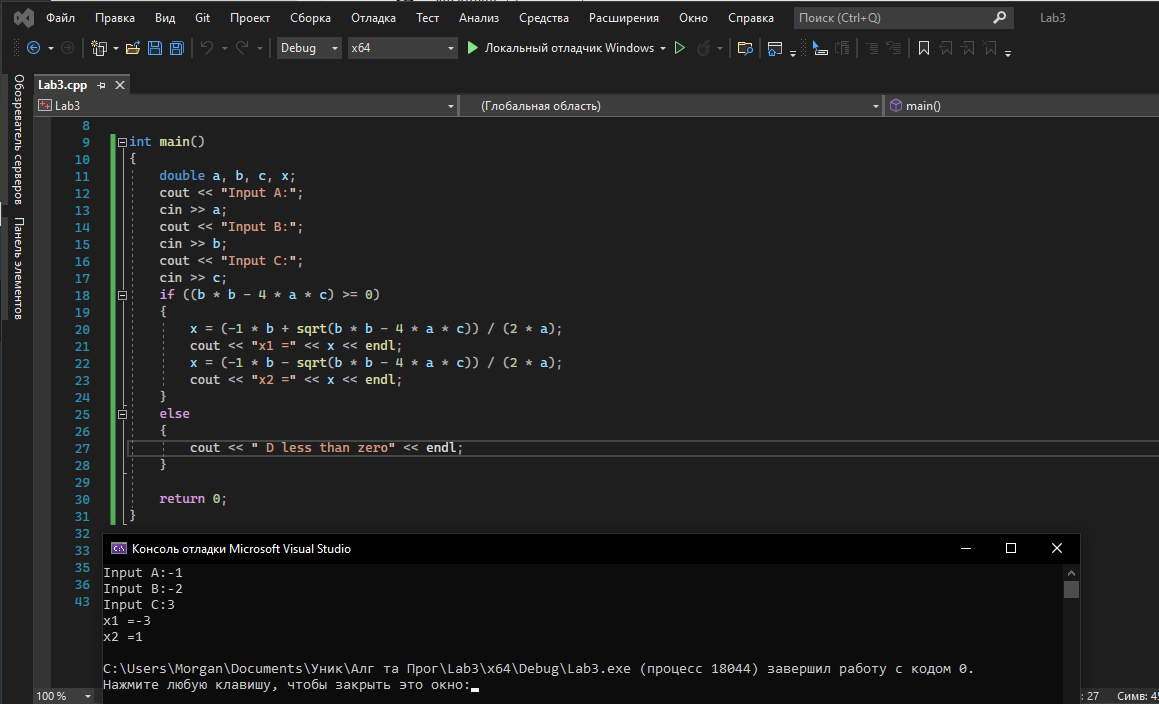 Файл Правка Вид Git Проект Сборка Отладка Тест Анализ Средства Расширения Окно Справка Поиск (Ctrl+Q) Lab3
Debug x64 Локальный отладчик Windows
Обозреватель серверов
Панель элементов
Lab3.cpp
Lab3 (Глобальная область) main()
8
9 int main()
10 {
11 double a, b, c, x;
12 cout << "Input A:";
13 cin >> a;
14 cout << "Input B:";
15 cin >> b;
16 cout << "Input C:";
17 cin >> c;
18 if ((b * b - 4 * a * c) >= 0)
19 {
20 x = (-1 * b + sqrt(b * b - 4 * a * c)) / (2 * a);
21 cout << "x1 =" << x << endl;
22 x = (-1 * b - sqrt(b * b - 4 * a * c)) / (2 * a);
23 cout << "x2 =" << x << endl;
24 }
25 else
26 {
27 cout << " D less than zero" << endl;
28 }
29
30 return 0;
31 }
32
33
35
36
43
Консоль отладки Microsoft Visual Studio
Input A:-1
Input B:-2
Input C:3
x1 =-3
x2 =1
C:\Users\Morgan\Documents\Уник\Алг та Прог\Lab3\x64\Debug\Lab3.exe (процесс 18044) завершил работу с кодом 0.
Нажмите любую клавишу, чтобы закрыть это окно:
100 % : 27 Симв: 45